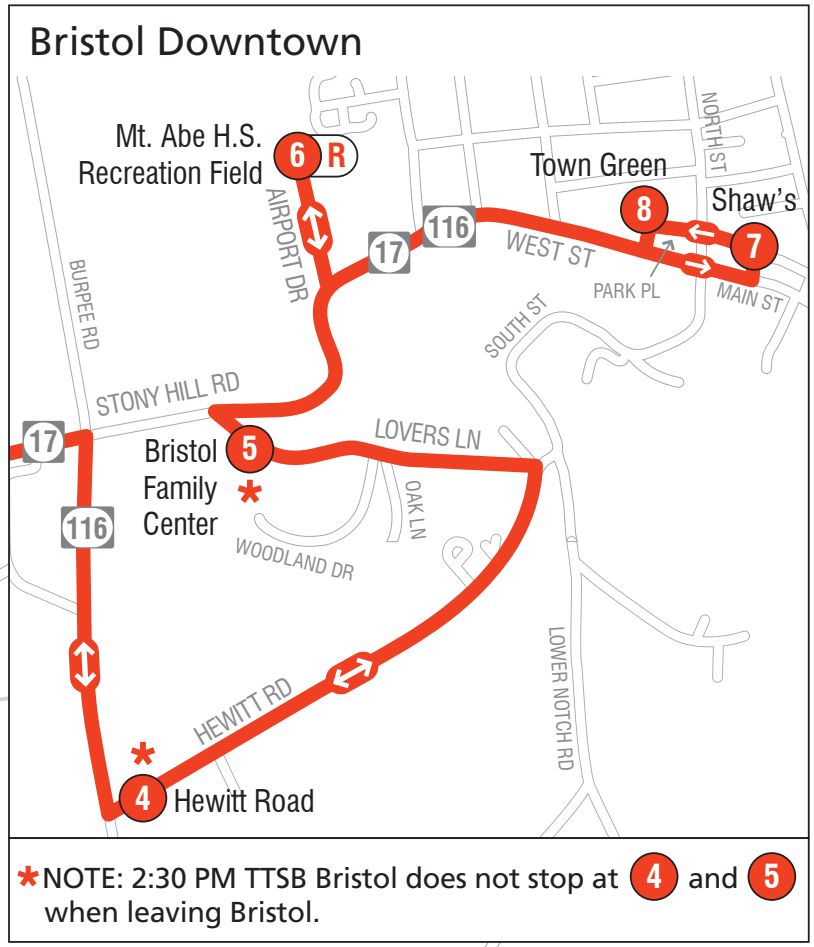 Bristol Downtown
Mt. Abe H.S.
Recreation Field
6
R
AIRPORT DR
NORTH ST
Town Green
8
Shaw's
7
116
17
WEST ST
PARK PL
MAIN ST
BURPEE RD
SOUTH ST
STONY HILL RD
17
Bristol
Family
Center
5
*
LOVERS LN
OAK LN
WOODLAND DR
116
LOWER NOTCH RD
HEWITT RD
*
4
Hewitt Road
*NOTE: 2:30 PM TTSB Bristol does not stop at 4 and 5
when leaving Bristol.